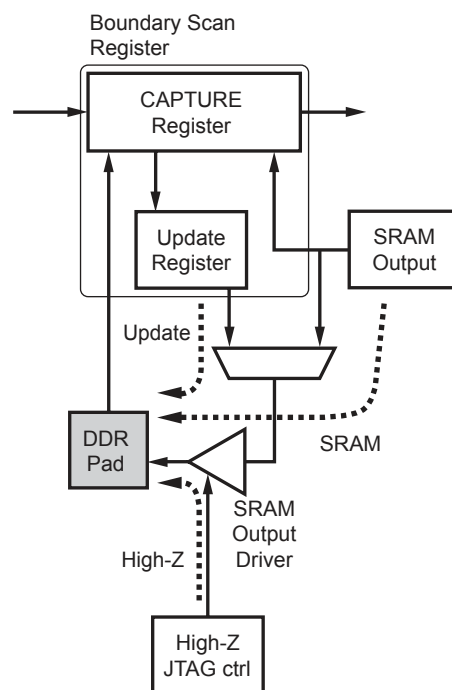 Boundary Scan
Register
CAPTURE
Register
Update
Register
SRAM
Output
Update
SRAM
DDR
Pad
SRAM
Output
Driver
High-Z
High-Z
JTAG ctrl